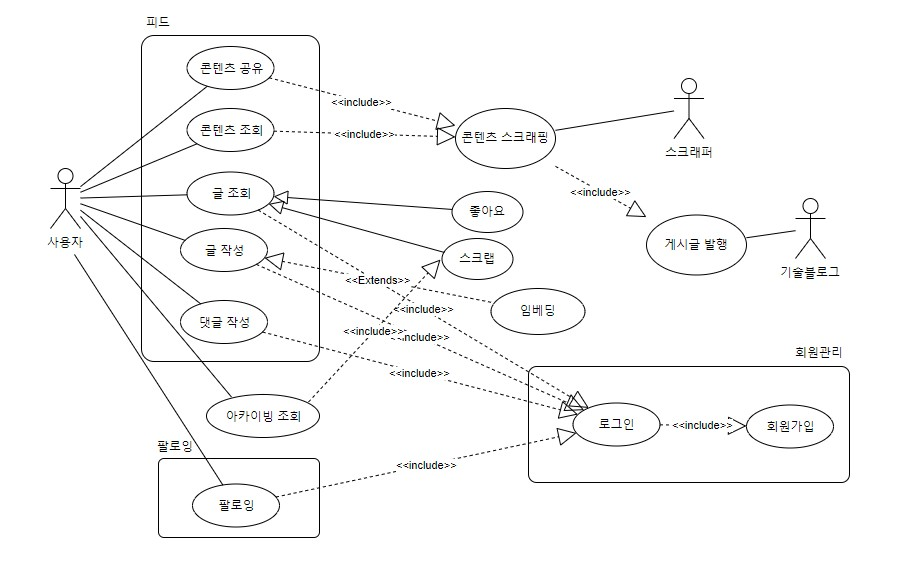 피드
콘텐츠 공유
<<include>>
스크래퍼
콘텐츠 조회
<<include>>
콘텐츠 스크래핑
글 조회
<<include>>
사용자
좋아요
게시글 발행
기술블로그
글 작성
스크랩
<<Extends>>
<<include>>
임베딩
댓글 작성
<<include>>
include>>
<<include>>
회원관리
아카이빙 조회
로그인
<<include>>
회원가입
팔로잉
<<include>>
팔로잉